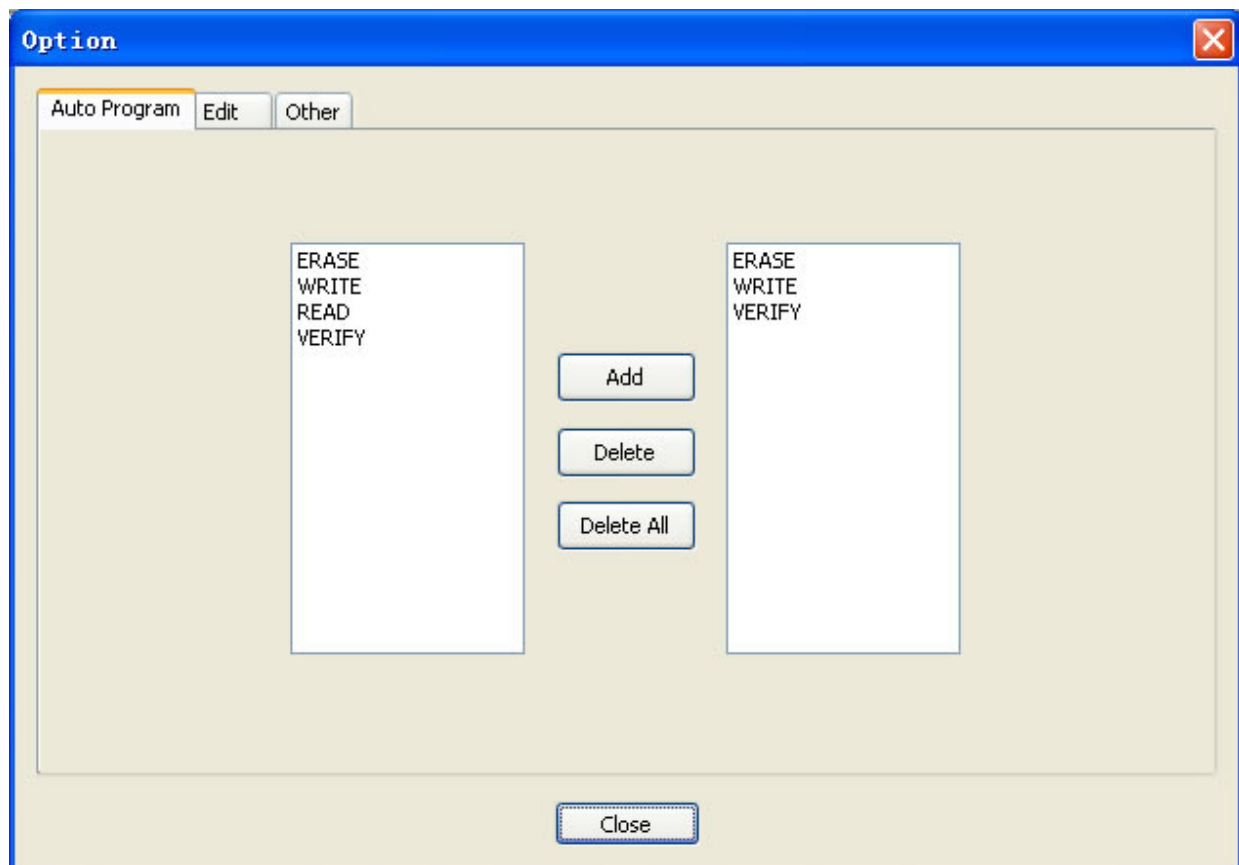 Option
Auto Program Edit Other
ERASE
WRITE
READ
VERIFY
Add
Delete
Delete All
ERASE
WRITE
VERIFY
Close